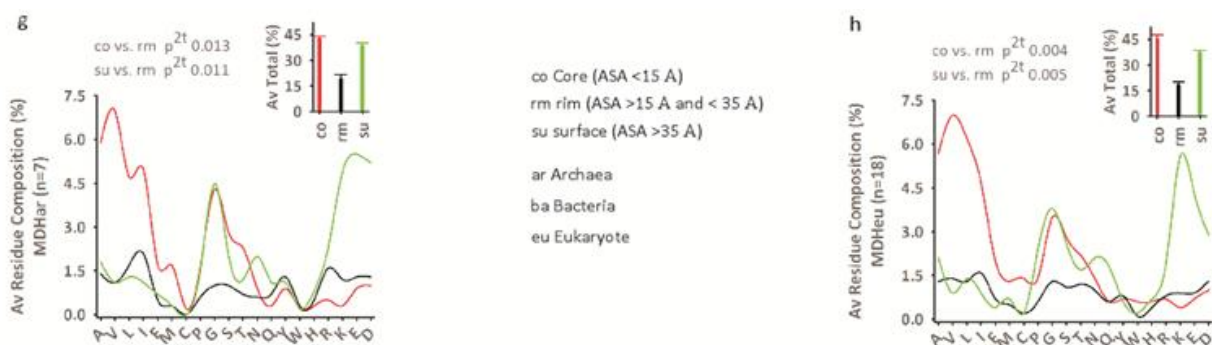 g
co vs. rm p2t 0.013
su vs. rm p2t 0.011
Av Total (%)
45
30
15
0
co
rm
su
Av Residue Composition (%)
MDHar (n=7)
7.5
6.0
4.5
3.0
1.5
0.0
A V L I E M C P G S T N Q Y W H R K E D
co Core (ASA <15 A)
rm rim (ASA >15 A and < 35 A)
su surface (ASA >35 A)
ar Archaea
ba Bacteria
eu Eukaryote
h
co vs. rm p2t 0.004
su vs. rm p2t 0.005
Av Total (%)
45
30
15
0
co
rm
su
Av Residue Composition (%)
MDHeu (n=18)
7.5
6.0
4.5
3.0
1.5
0.0
A V L I E M C P G S T N Q Y W H R K E D